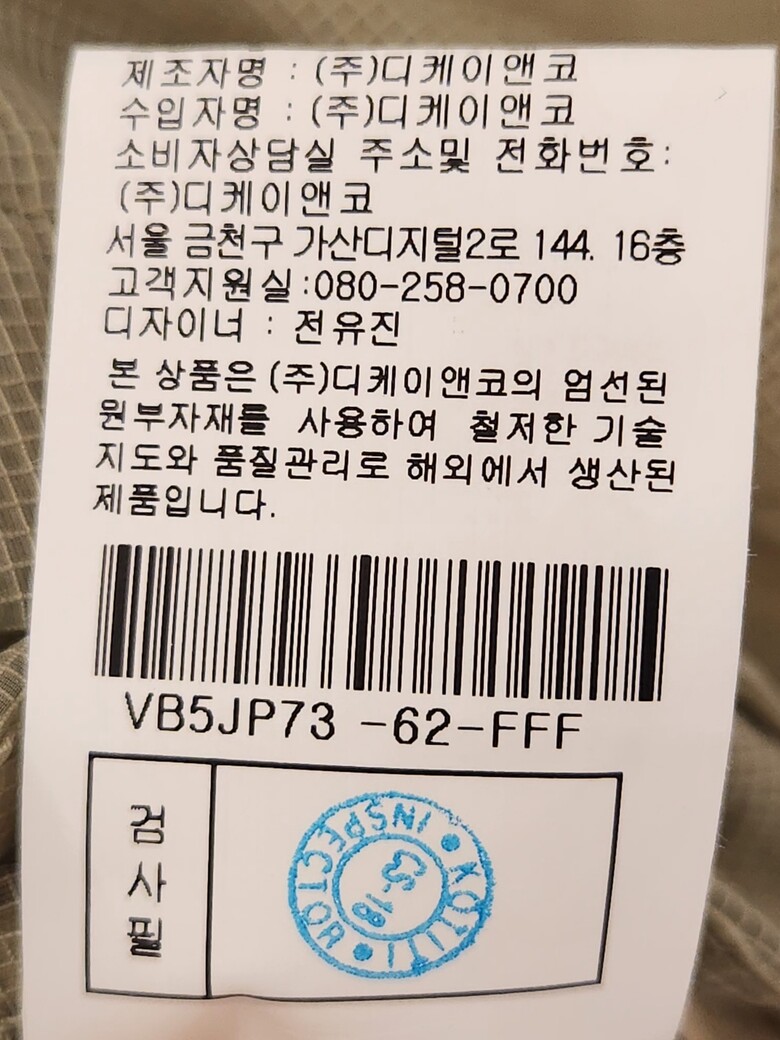 제조자명 : (주)디케이앤코
수입자명 : (주)디케이앤코
소비자상담실 주소및 전화번호:
(주)디케이앤코
서울 금천구 가산디지털2로 144. 16층
고객지원실:080-258-0700
디자이너 : 전유진
본 상품은 (주)디케이앤코의 엄선된
원부자재를 사용하여 철저한 기술
지도와 품질관리로 해외에서 생산된
제품입니다.
VB5JP73 -62-FFF
검사필
KOTITI INSPECTOR
CS-18